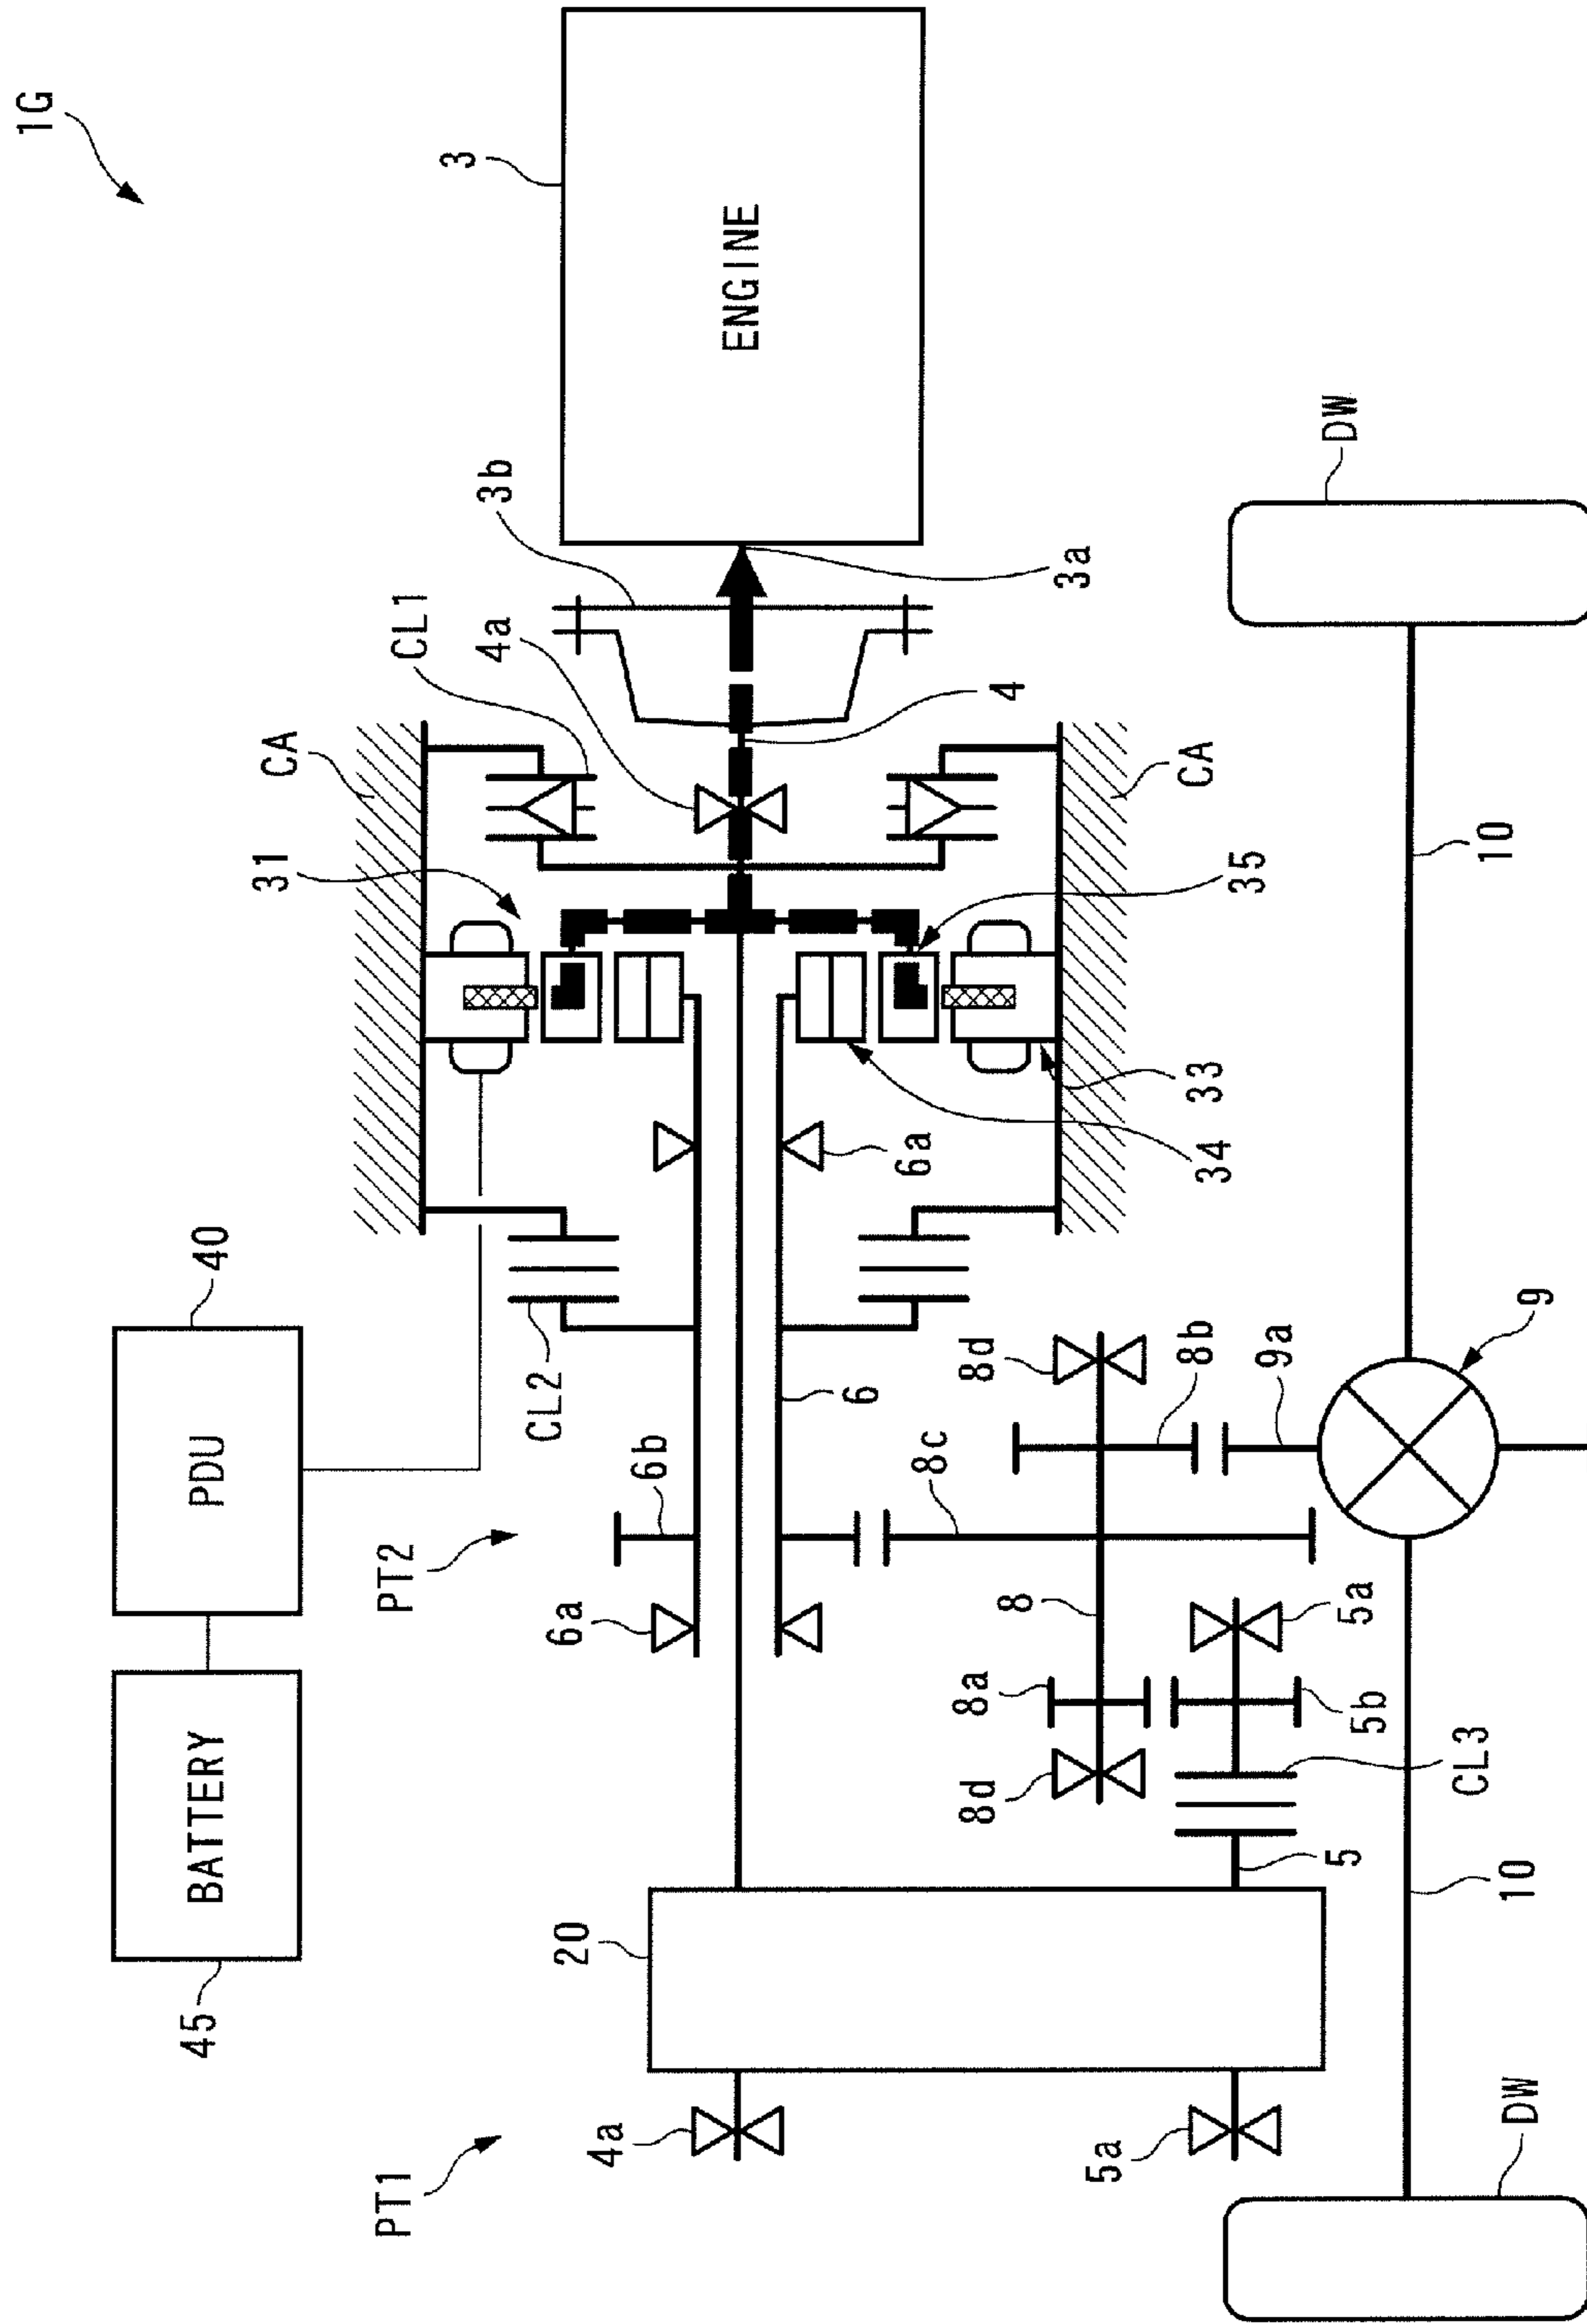 1G
3
ENGINE
3b
3a
CL1
4a
4
CA
CA
31
35
33
34
6a
40
PDU
CL2
6
6b
PT2
6a
BATTERY
45
8d
8b
9a
9
8c
8
8a
8d
5a
5b
CL3
5
20
PT1
4a
5a
10
10
DW
DW